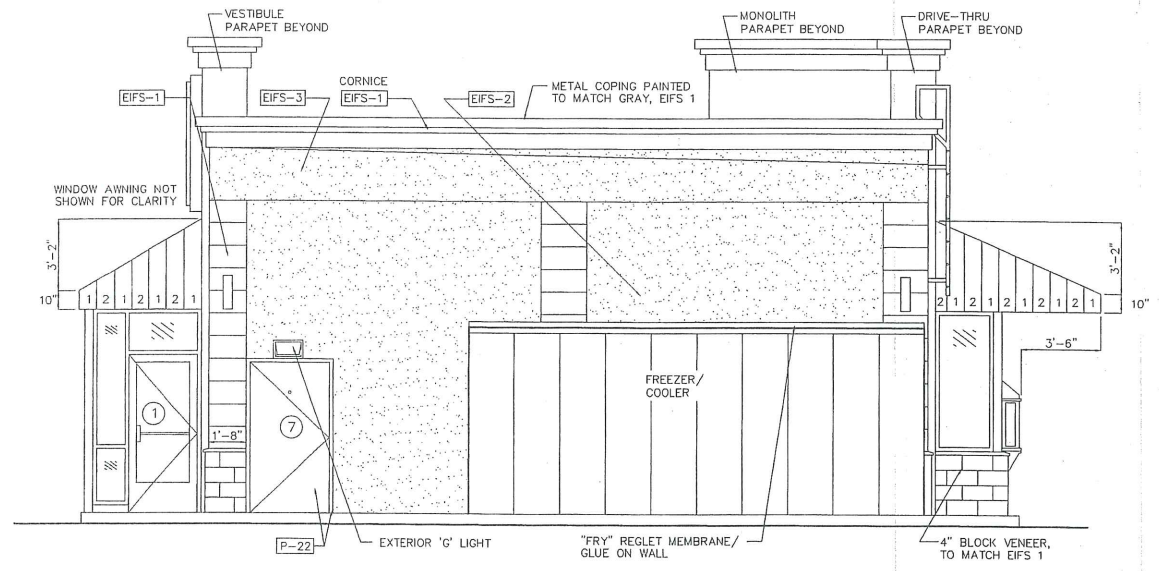 VESTIBULE
PARAPET BEYOND
MONOLITH
PARAPET BEYOND
DRIVE-THRU
PARAPET BEYOND
CORNICE
EIFS-1
EIFS-3
EIFS-1
EIFS-2
METAL COPING PAINTED
TO MATCH GRAY, EIFS 1
WINDOW AWNING NOT
SHOWN FOR CLARITY
3'-2"
3'-2"
10"
1 2 1 2 1 2 1
2 1 2 1 2 1 2 1 2 1
10"
3'-6"
FREEZER/
COOLER
1
7
1'-8"
P-22
EXTERIOR 'G' LIGHT
"FRY" REGLET MEMBRANE/
GLUE ON WALL
4" BLOCK VENEER,
TO MATCH EIFS 1